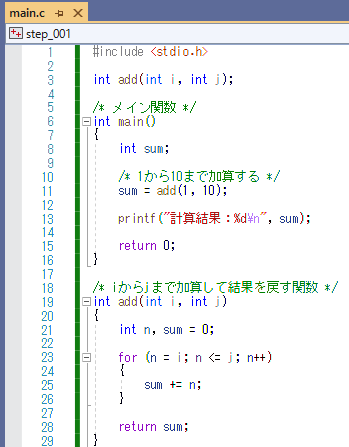 main.c
step_001
1 #include <stdio.h>
2
3 int add(int i, int j);
4
5 /* メイン関数 */
6 int main()
7 {
8 int sum;
9
10 /* 1から10まで加算する */
11 sum = add(1, 10);
12
13 printf("計算結果：%d¥n", sum);
14
15 return 0;
16 }
17
18 /* iからjまで加算して結果を戻す関数 */
19 int add(int i, int j)
20 {
21 int n, sum = 0;
22
23 for (n = i; n <= j; n++)
24 {
25 sum += n;
26 }
27
28 return sum;
29 }